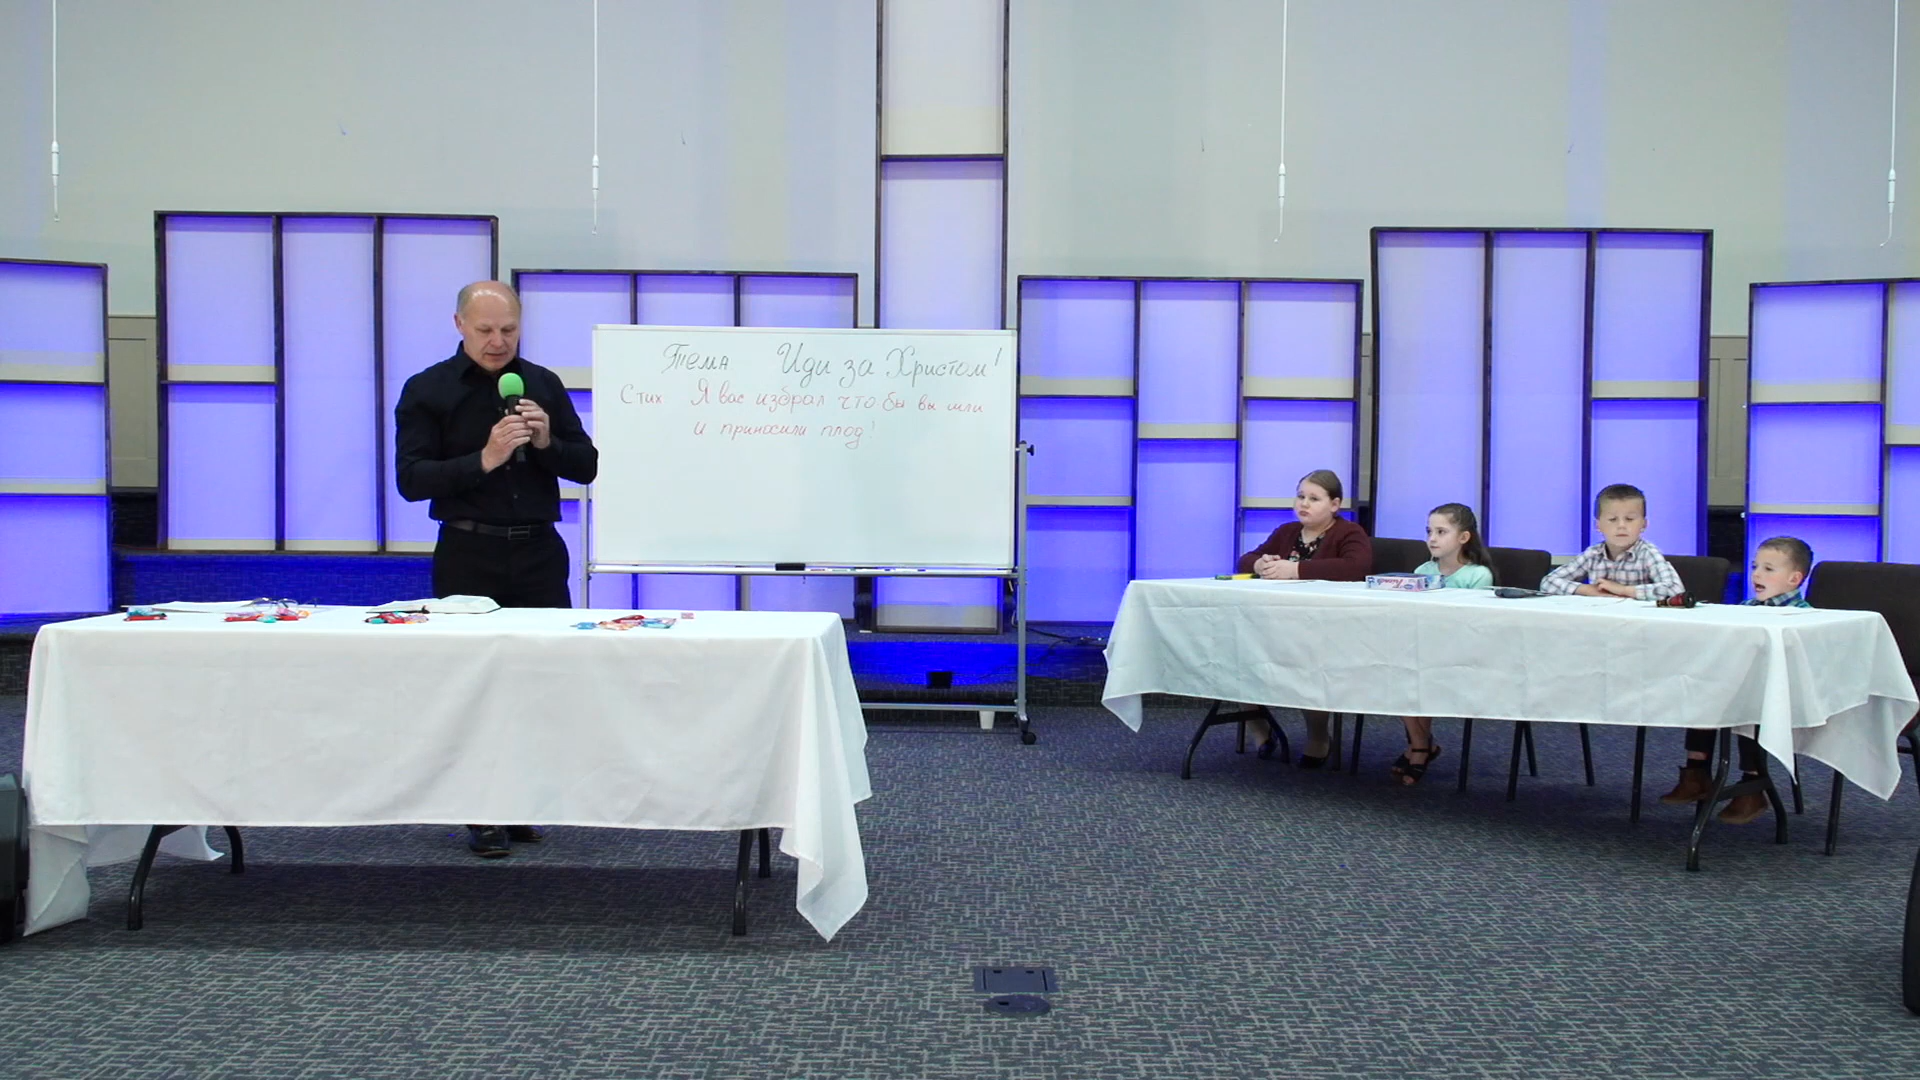 Тема Иди за Христом!
Стих Я вас избрал что бы вы шли
и приносили плод!